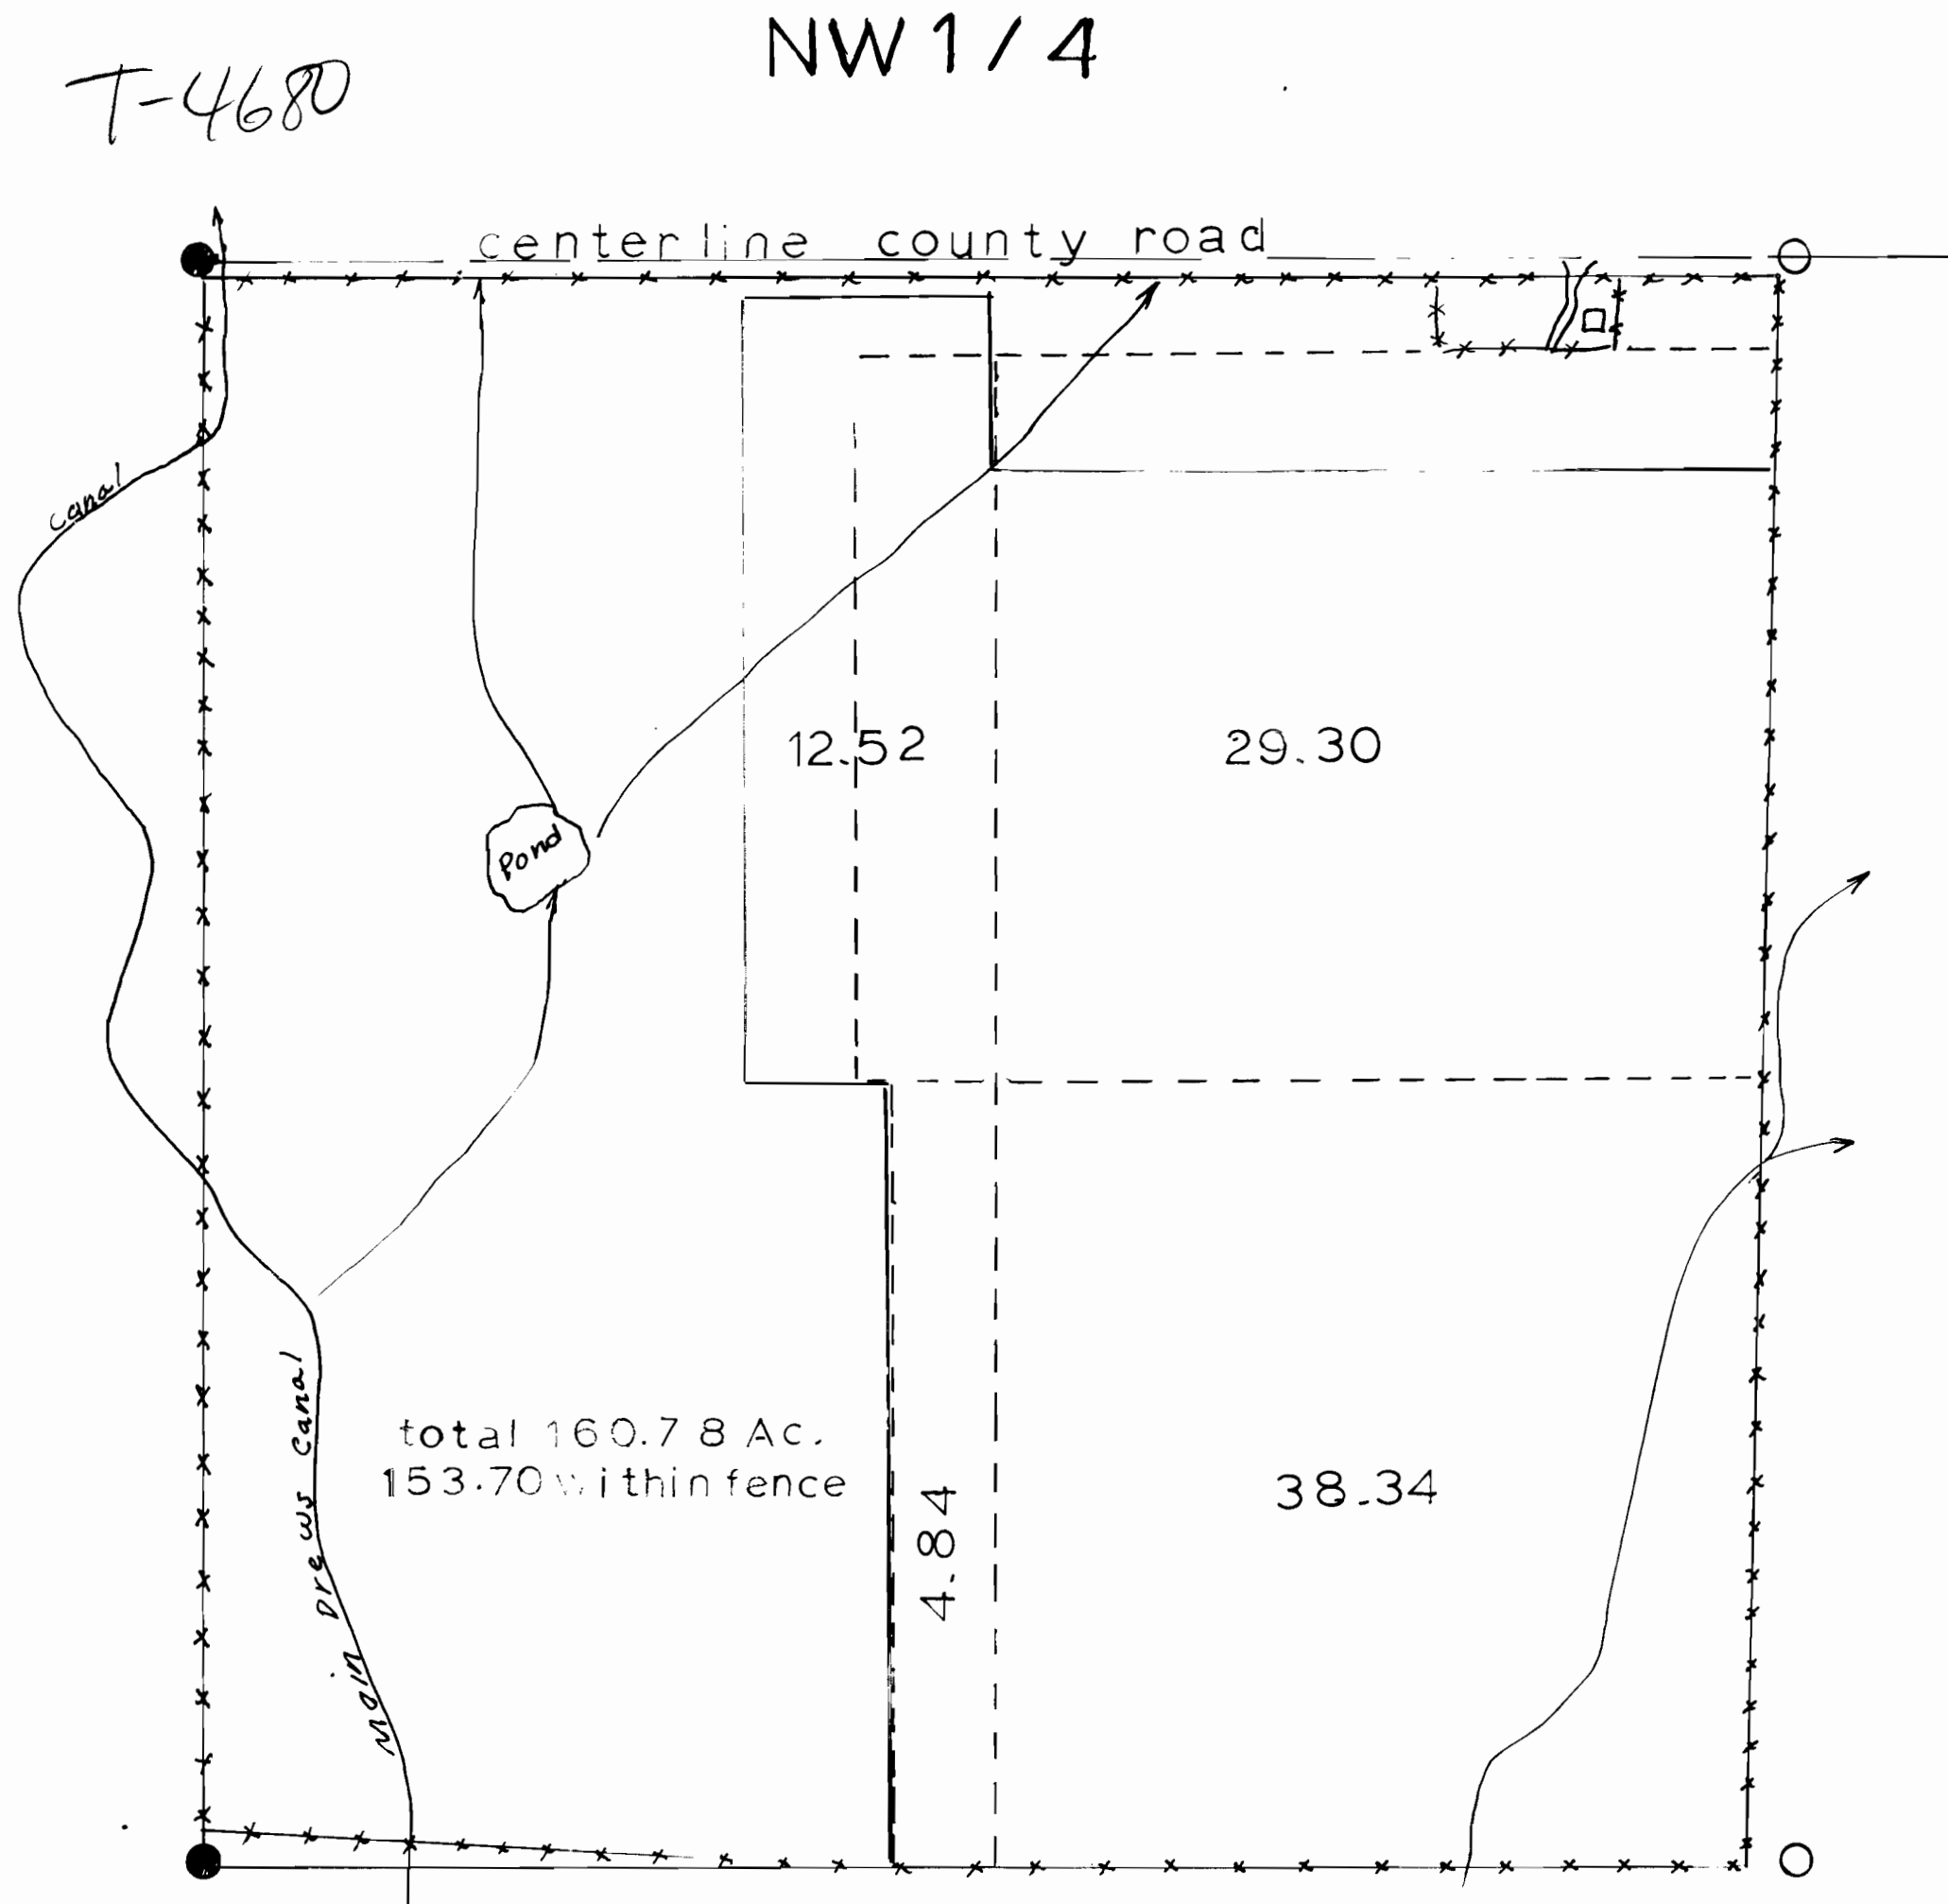 NW 1/4
T-4680
centerline county road
canal
12.52
29.30
Pond
total 160.78 Ac.
153.70 within fence
4.84
38.34
Main Drews Canal